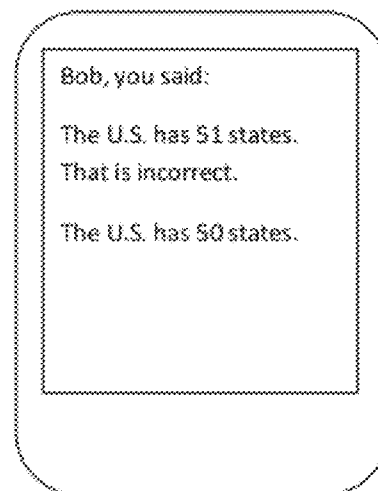 Bob, you said:
The U.S. has 51 states.
That is incorrect.
The U.S. has 50 states.